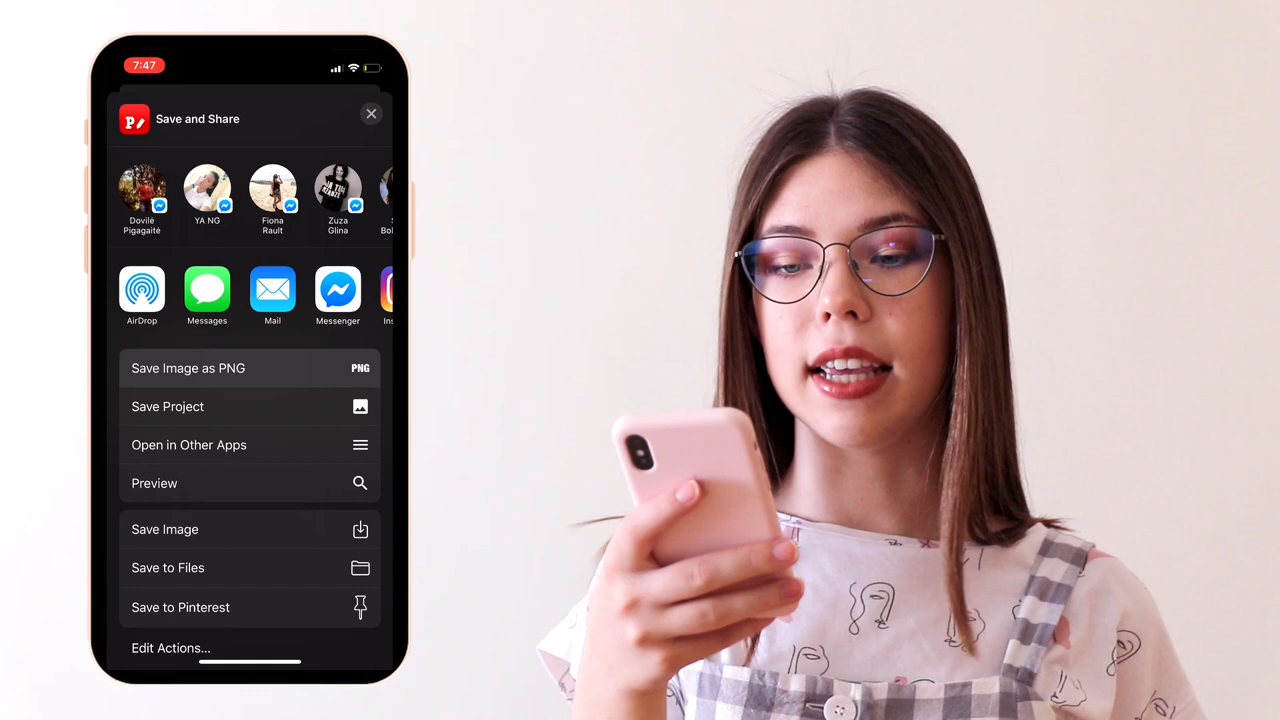 7:47
Save and Share
Dovilė
Pigagaitė
YA NG
Fiona
Rault
Zuza
Glina
AirDrop
Messages
Mail
Messenger
Save Image as PNG
PNG
Save Project
Open in Other Apps
Preview
Save Image
Save to Files
Save to Pinterest
Edit Actions...